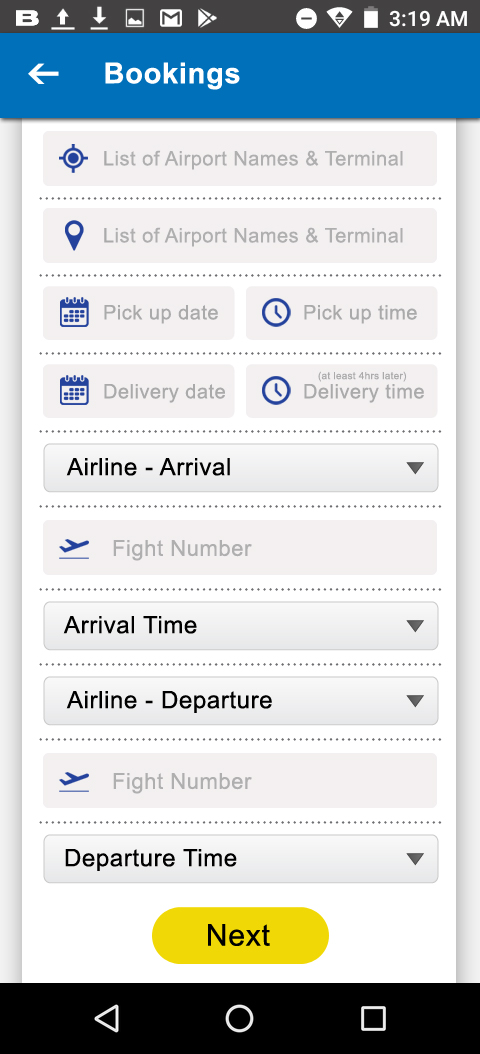 B 3:19 AM
Bookings
List of Airport Names & Terminal
List of Airport Names & Terminal
Pick up date Pick up time
(at least 4hrs later)
Delivery date Delivery time
Airline - Arrival
Fight Number
Arrival Time
Airline - Departure
Fight Number
Departure Time
Next